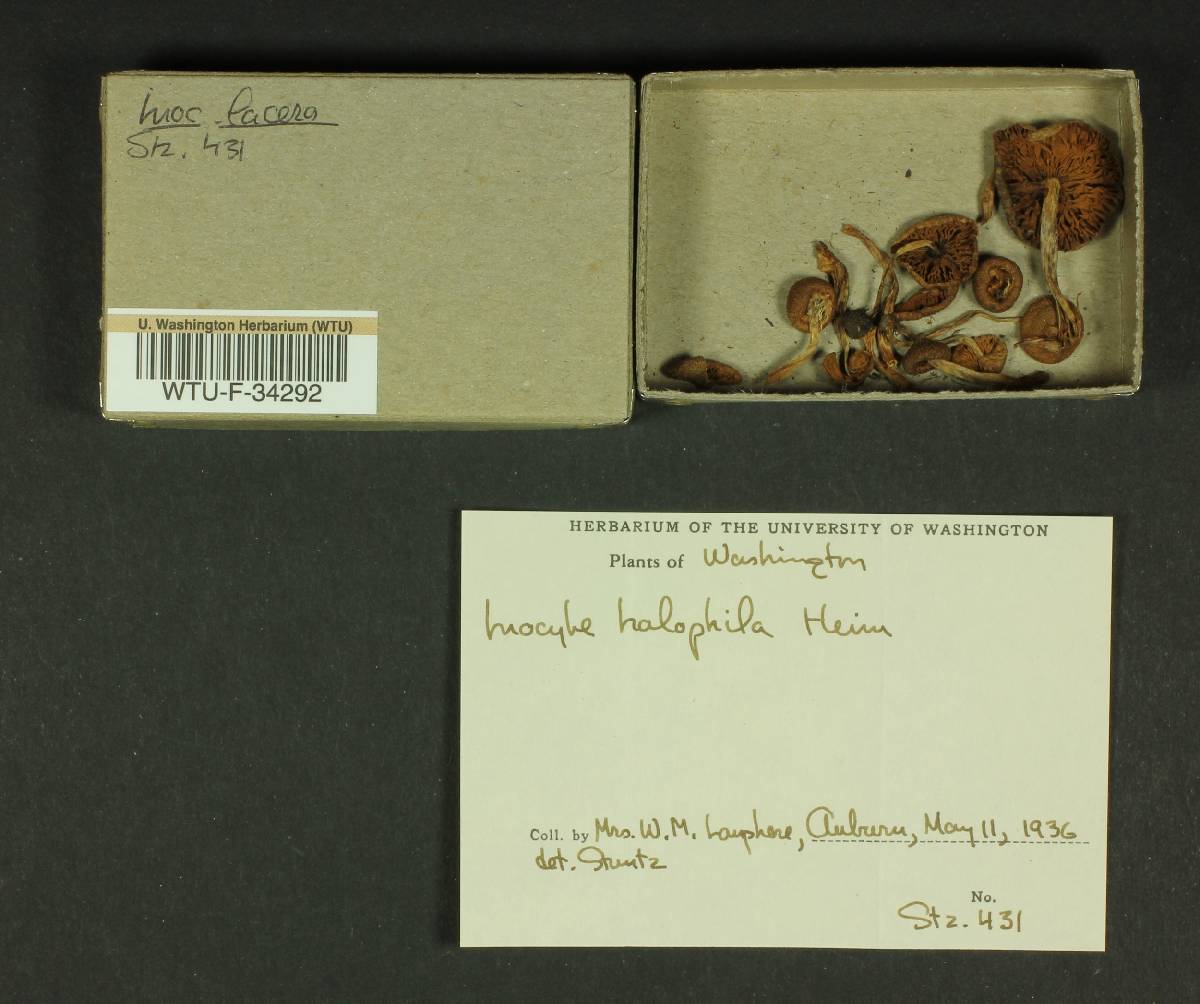 Inoc. lacera
Stz. 431
U. Washington Herbarium (WTU)
WTU-F-34292
HERBARIUM OF THE UNIVERSITY OF WASHINGTON
Plants of Washington
Inocybe halophila Heim
Coll. by Mrs. W. M. Lanphere, Auburn, May 11, 1936
det. Stuntz
No.
Stz. 431